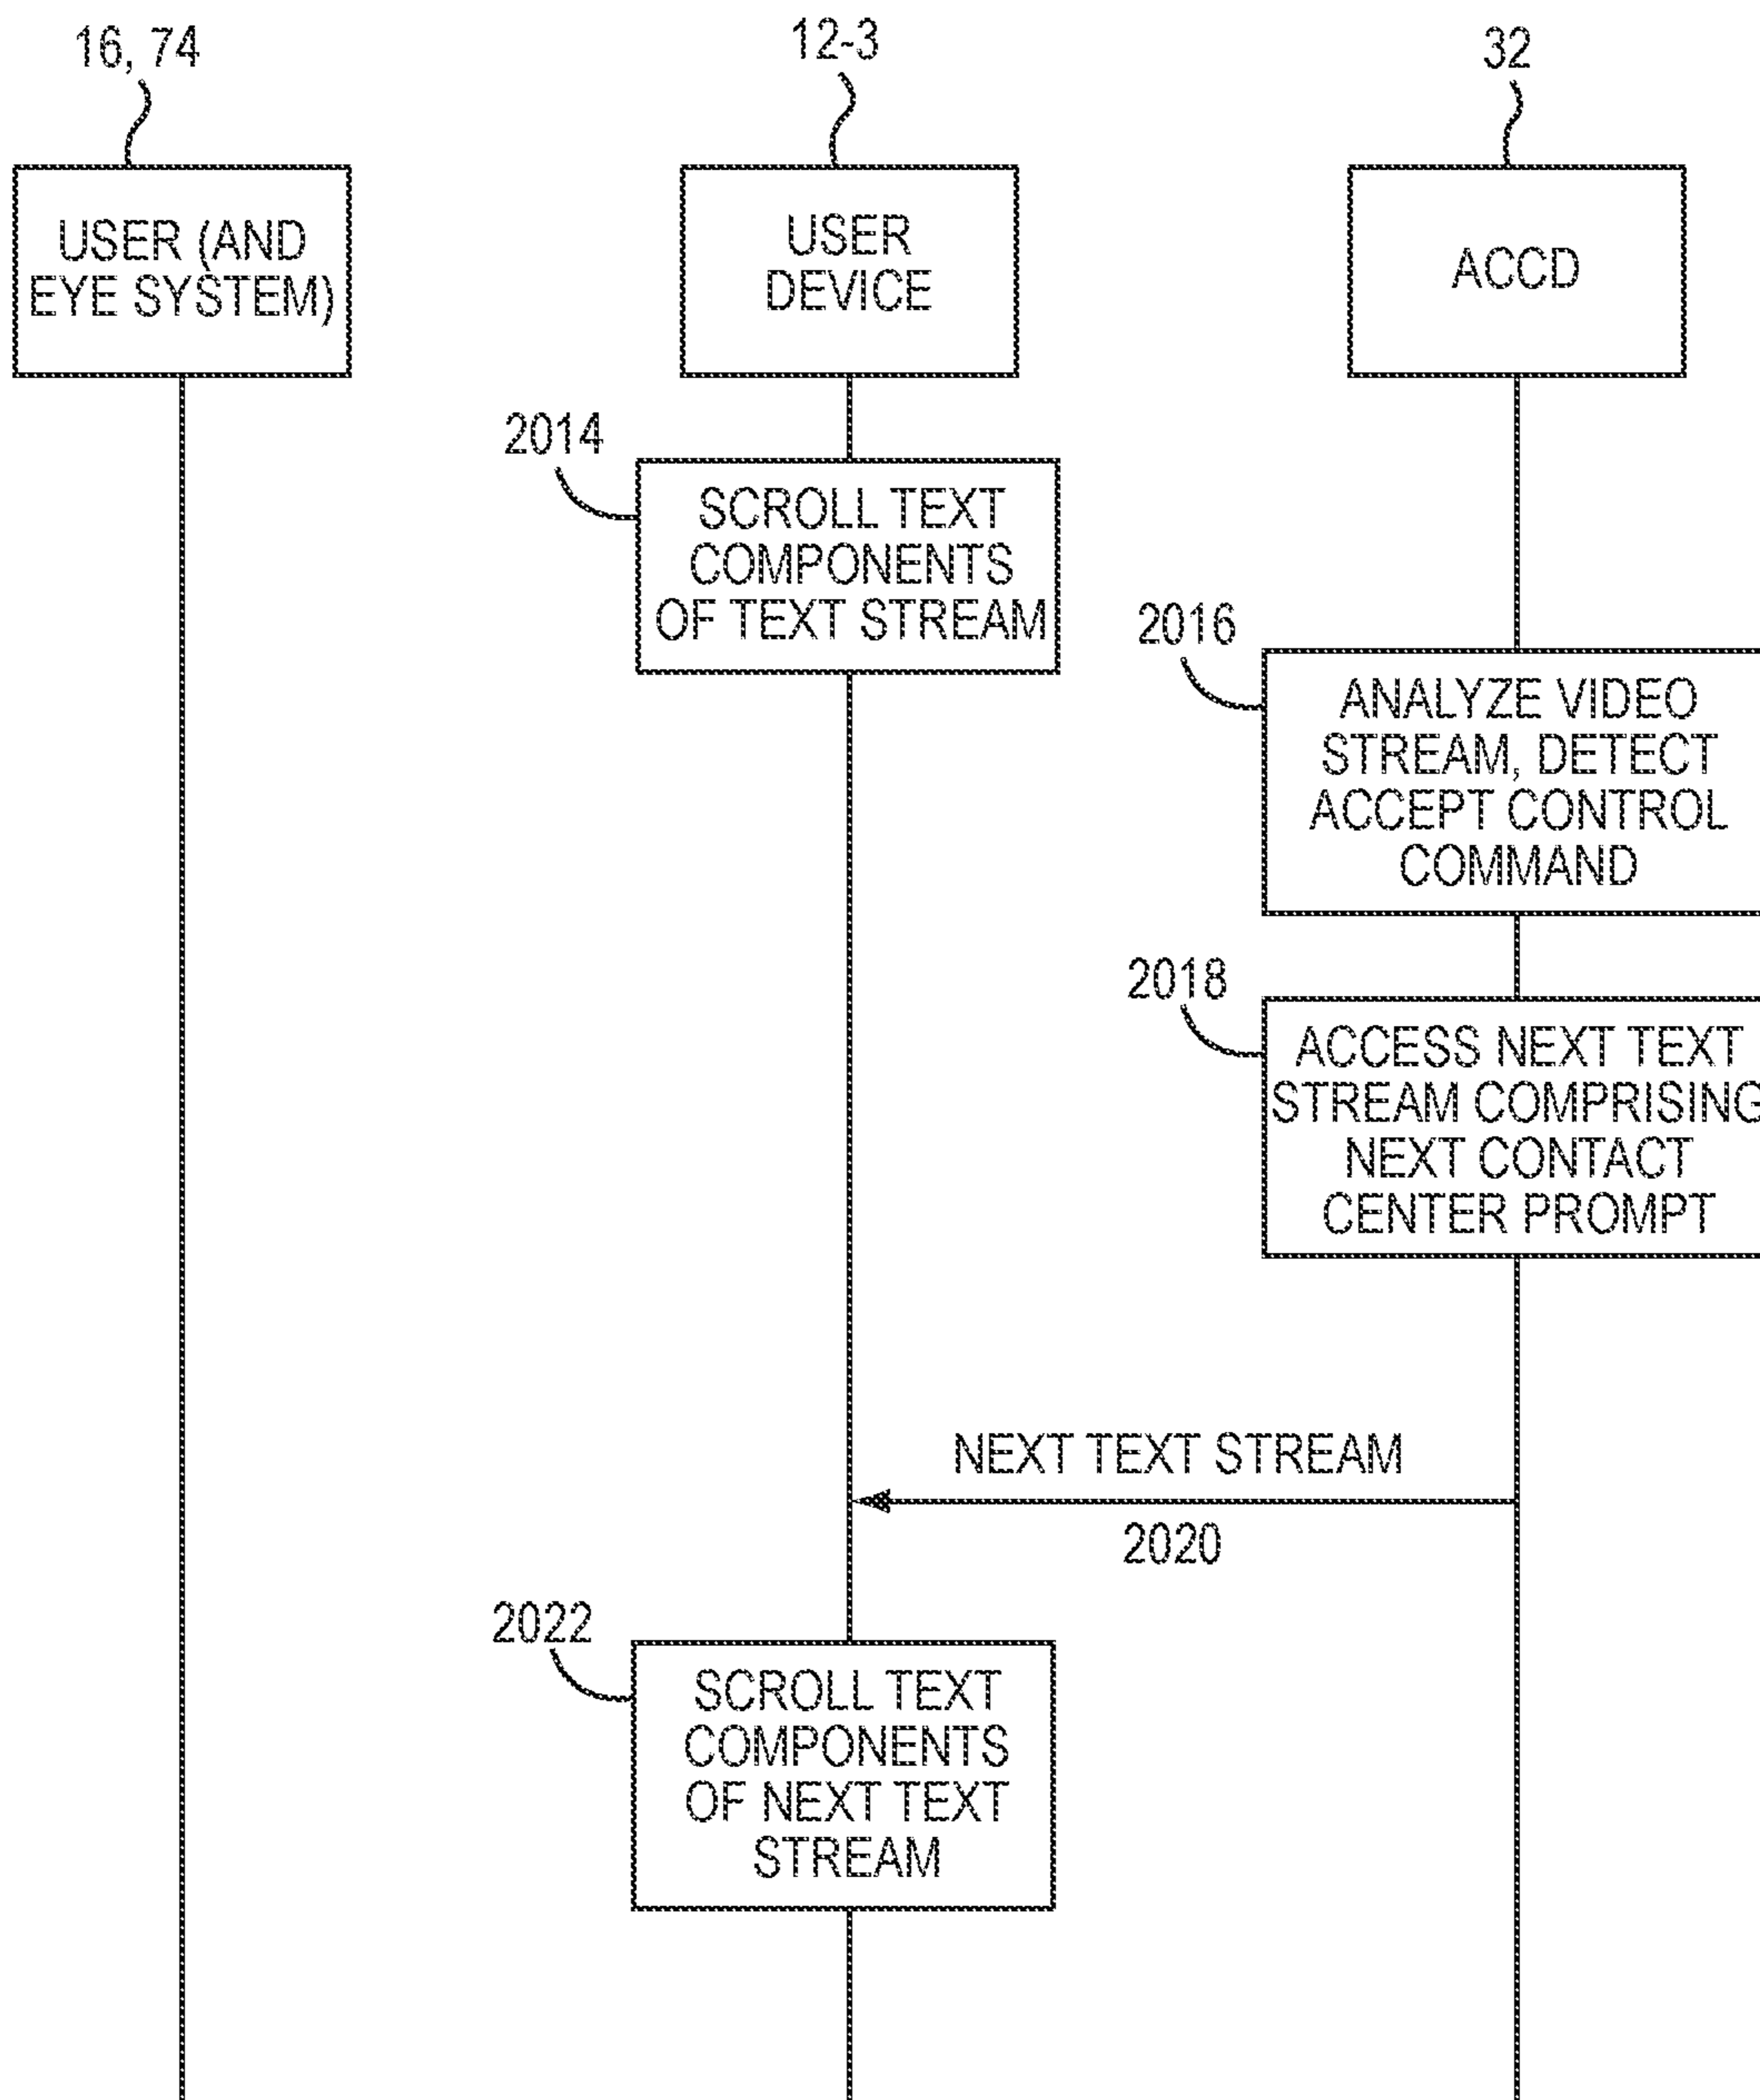 16, 74
12-3
32
USER (AND
EYE SYSTEM)
USER
DEVICE
ACCD
2014
SCROLL TEXT
COMPONENTS
OF TEXT STREAM
2016
ANALYZE VIDEO
STREAM, DETECT
ACCEPT CONTROL
COMMAND
2018
ACCESS NEXT TEXT
STREAM COMPRISING
NEXT CONTACT
CENTER PROMPT
NEXT TEXT STREAM
2020
2022
SCROLL TEXT
COMPONENTS
OF NEXT TEXT
STREAM